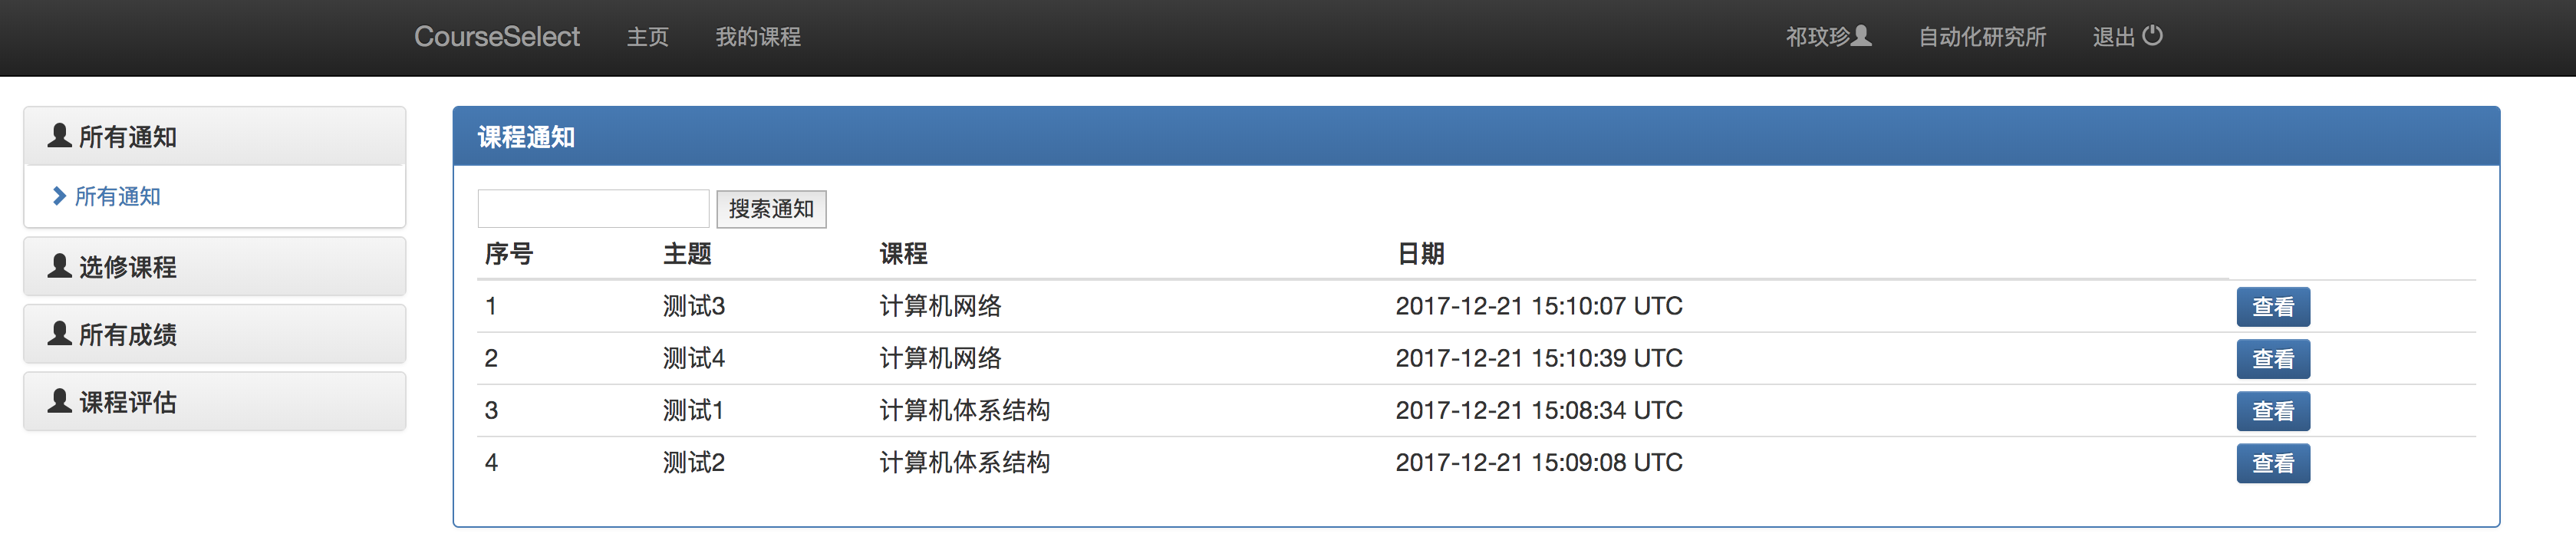 CourseSelect 主页 我的课程 祁玟珍 自动化研究所 退出
所有通知
所有通知
选修课程
所有成绩
课程评估
课程通知
搜索通知
序号 主题 课程 日期
1 测试3 计算机网络 2017-12-21 15:10:07 UTC 查看
2 测试4 计算机网络 2017-12-21 15:10:39 UTC 查看
3 测试1 计算机体系结构 2017-12-21 15:08:34 UTC 查看
4 测试2 计算机体系结构 2017-12-21 15:09:08 UTC 查看